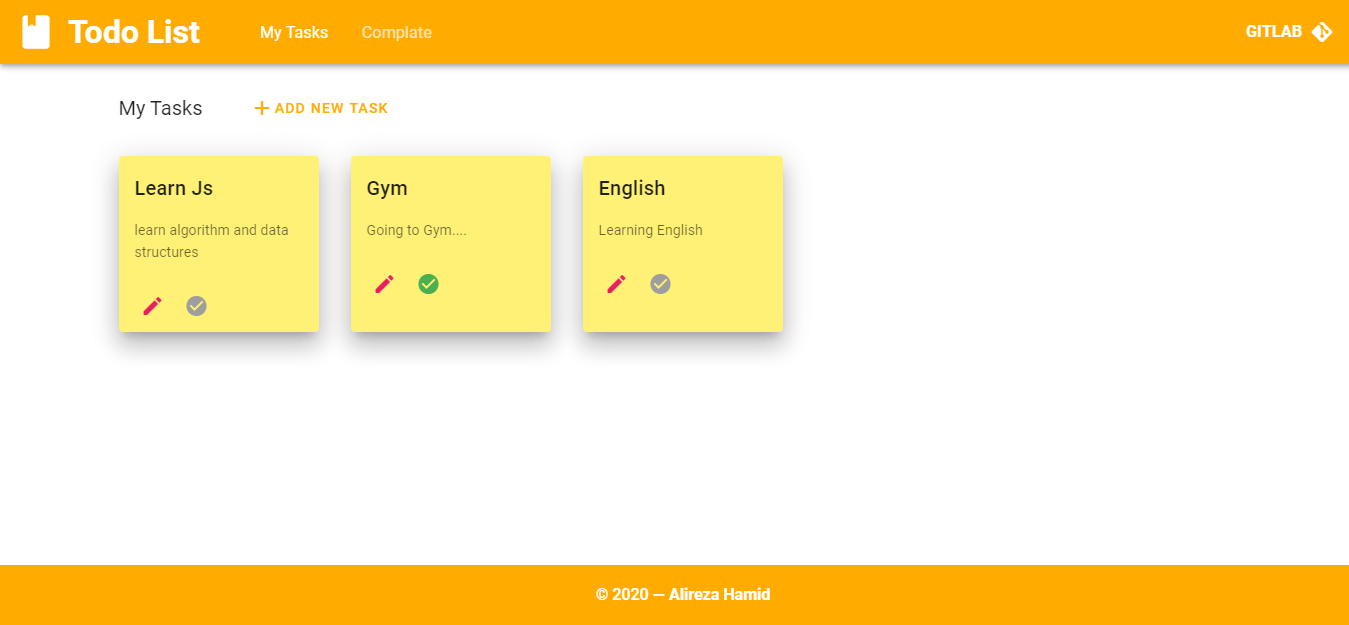 Todo List
My Tasks
Complate
GITLAB
My Tasks
ADD NEW TASK
Learn Js
learn algorithm and data
structures
Gym
Going to Gym....
English
Learning English
© 2020 — Alireza Hamid